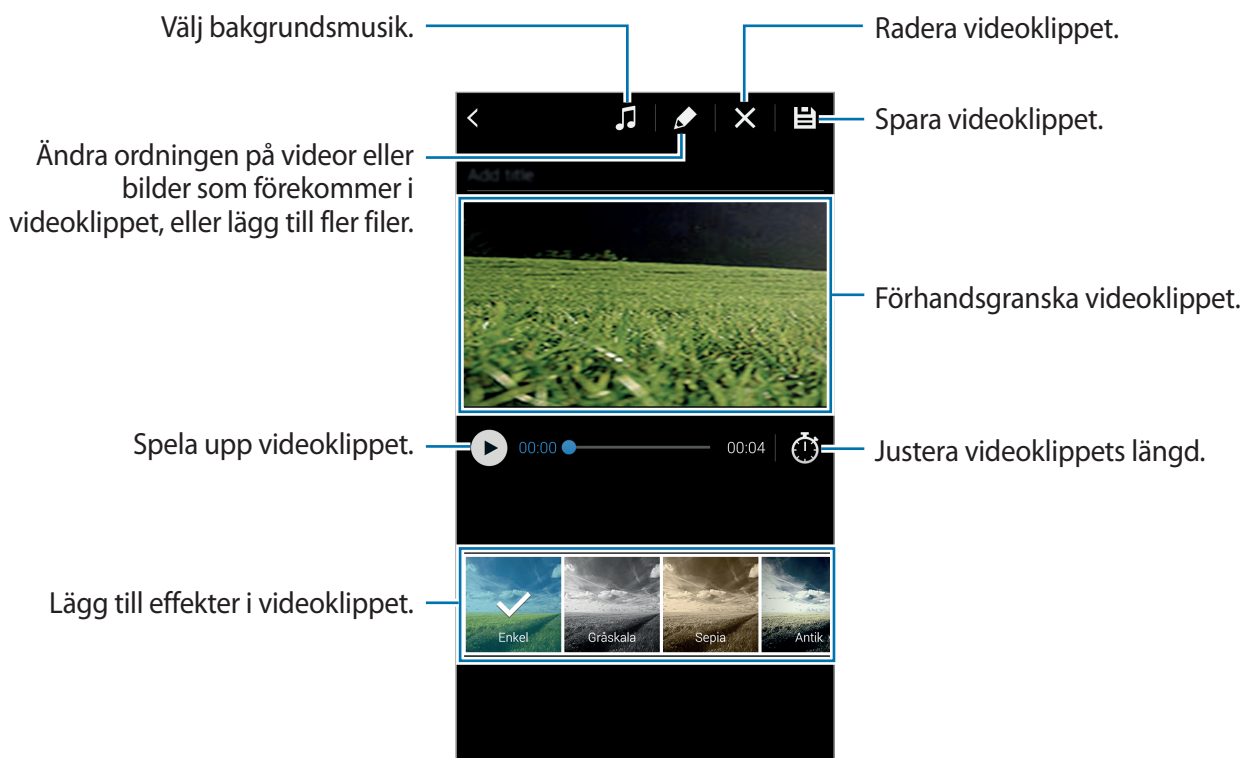 Välj bakgrundsmusik.
Radera videoklippet.
Spara videoklippet.
Ändra ordningen på videor eller
bilder som förekommer i
videoklippet, eller lägg till fler filer.
Add title
Förhandsgranska videoklippet.
Spela upp videoklippet.
00:00
00:04
Justera videoklippets längd.
Lägg till effekter i videoklippet.
Enkel
Gråskala
Sepia
Antik